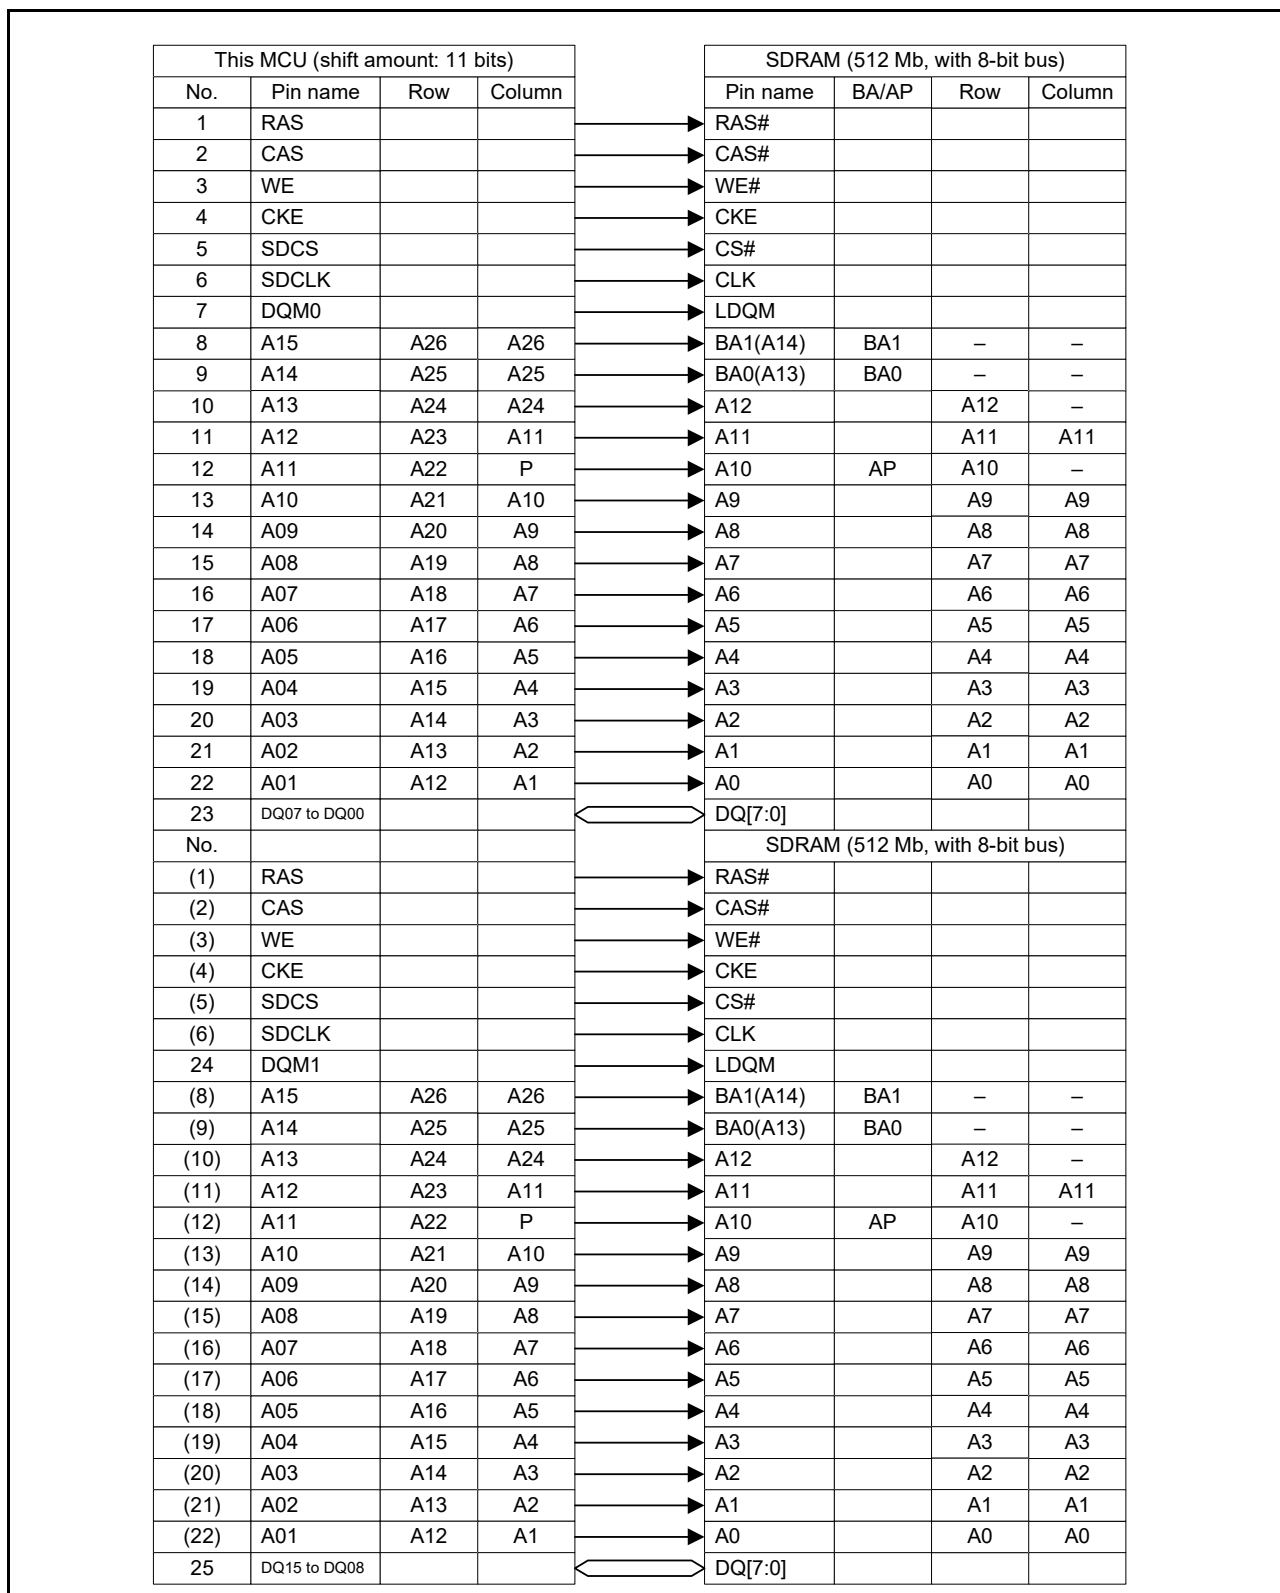 This MCU (shift amount: 11 bits) SDRAM (512 Mb, with 8-bit bus)
No. Pin name Row Column Pin name BA/AP Row Column
1 RAS RAS#
2 CAS CAS#
3 WE WE#
4 CKE CKE
5 SDCS CS#
6 SDCLK CLK
7 DQM0 LDQM
8 A15 A26 A26 BA1(A14) BA1 – –
9 A14 A25 A25 BA0(A13) BA0 – –
10 A13 A24 A24 A12 A12 –
11 A12 A23 A11 A11 A11 A11
12 A11 A22 P A10 AP A10 –
13 A10 A21 A10 A9 A9 A9
14 A09 A20 A9 A8 A8 A8
15 A08 A19 A8 A7 A7 A7
16 A07 A18 A7 A6 A6 A6
17 A06 A17 A6 A5 A5 A5
18 A05 A16 A5 A4 A4 A4
19 A04 A15 A4 A3 A3 A3
20 A03 A14 A3 A2 A2 A2
21 A02 A13 A2 A1 A1 A1
22 A01 A12 A1 A0 A0 A0
23 DQ07 to DQ00 DQ[7:0]
No. SDRAM (512 Mb, with 8-bit bus)
(1) RAS RAS#
(2) CAS CAS#
(3) WE WE#
(4) CKE CKE
(5) SDCS CS#
(6) SDCLK CLK
24 DQM1 LDQM
(8) A15 A26 A26 BA1(A14) BA1 – –
(9) A14 A25 A25 BA0(A13) BA0 – –
(10) A13 A24 A24 A12 A12 –
(11) A12 A23 A11 A11 A11 A11
(12) A11 A22 P A10 AP A10 –
(13) A10 A21 A10 A9 A9 A9
(14) A09 A20 A9 A8 A8 A8
(15) A08 A19 A8 A7 A7 A7
(16) A07 A18 A7 A6 A6 A6
(17) A06 A17 A6 A5 A5 A5
(18) A05 A16 A5 A4 A4 A4
(19) A04 A15 A4 A3 A3 A3
(20) A03 A14 A3 A2 A2 A2
(21) A02 A13 A2 A1 A1 A1
(22) A01 A12 A1 A0 A0 A0
25 DQ15 to DQ08 DQ[7:0]